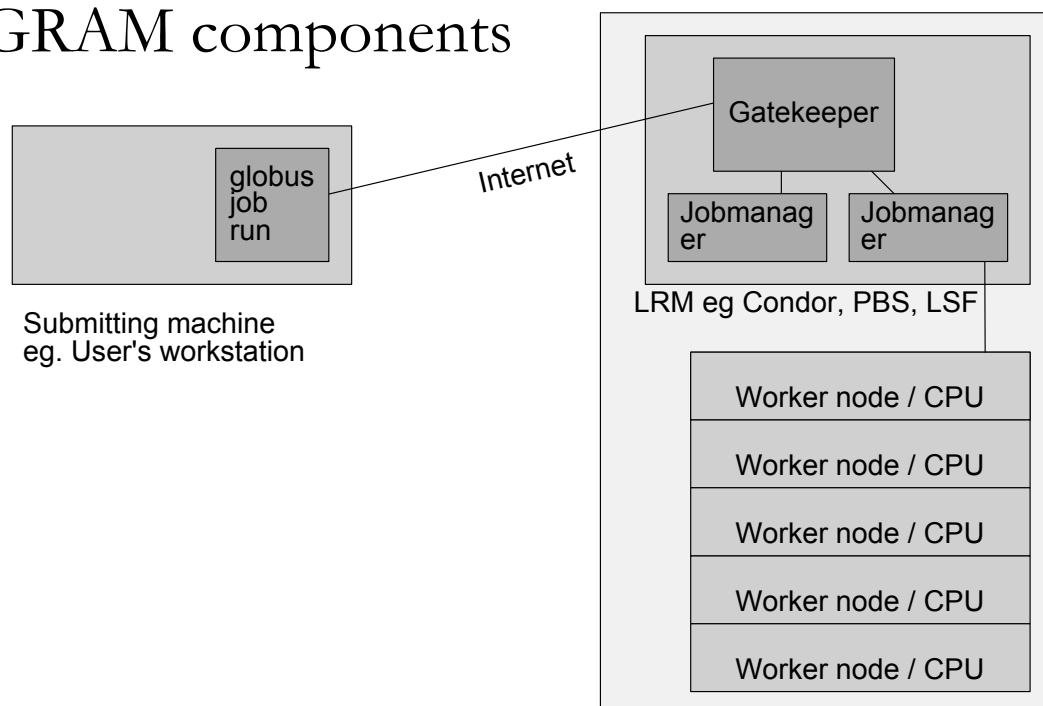 GRAM components
globus
job
run
Internet
Gatekeeper
Jobmanag
er
Jobmanag
er
LRM eg Condor, PBS, LSF
Submitting machine
eg. User's workstation
Worker node / CPU
Worker node / CPU
Worker node / CPU
Worker node / CPU
Worker node / CPU